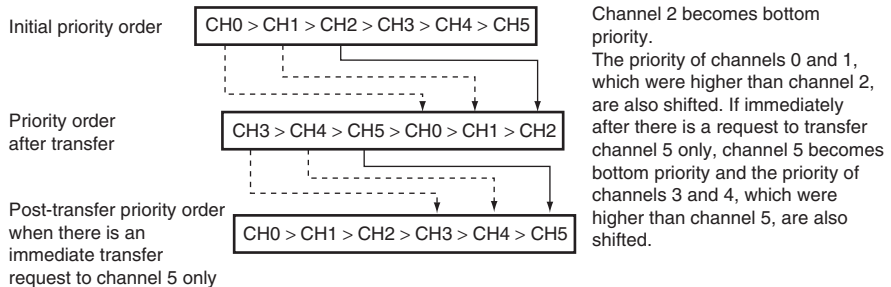 Initial priority order
CH0 > CH1 > CH2 > CH3 > CH4 > CH5
Priority order
after transfer
CH3 > CH4 > CH5 > CH0 > CH1 > CH2
Post-transfer priority order
when there is an
immediate transfer
request to channel 5 only
CH0 > CH1 > CH2 > CH3 > CH4 > CH5
Channel 2 becomes bottom
priority.
The priority of channels 0 and 1,
which were higher than channel 2,
are also shifted. If immediately
after there is a request to transfer
channel 5 only, channel 5 becomes
bottom priority and the priority of
channels 3 and 4, which were
higher than channel 5, are also
shifted.